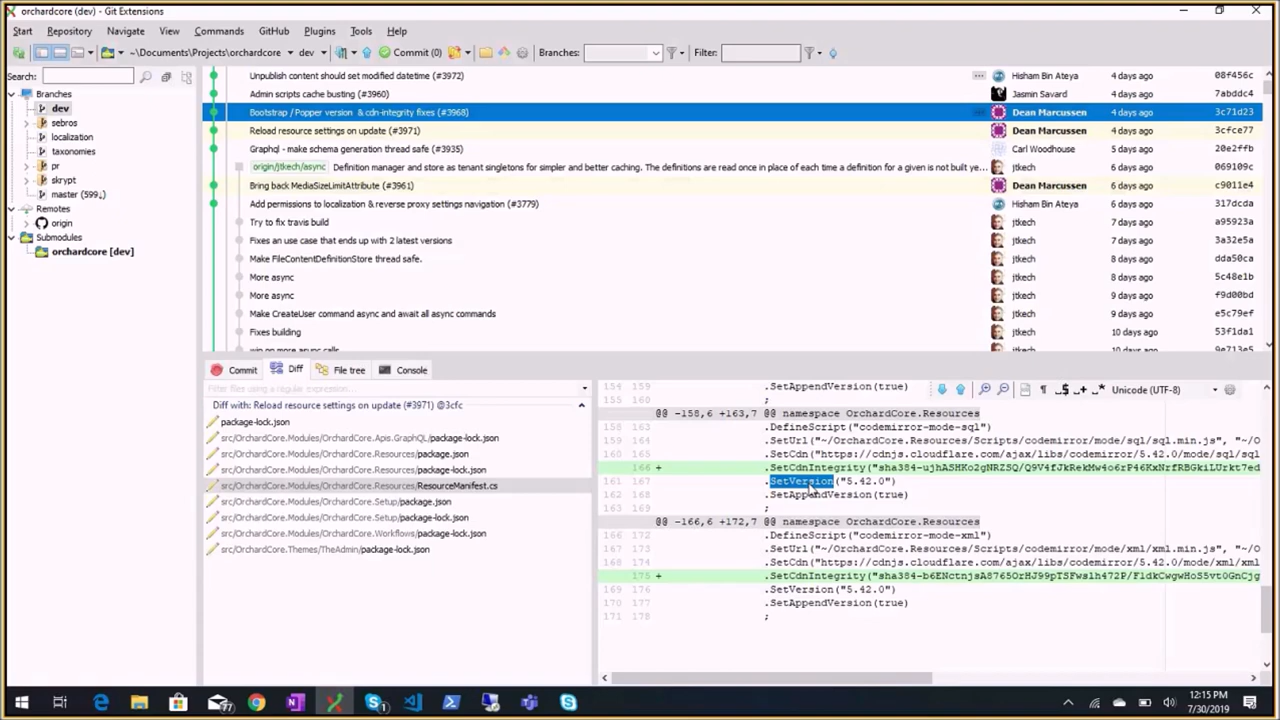 orchardcore (dev) - Git Extensions
Start Repository Navigate View Commands GitHub Plugins Tools Help
~\Documents\Projects\orchardcore dev Commit (0) Branches: Filter:
Search:
Branches
dev
sebros
localization
taxonomies
pr
skrypt
master (599↓)
Remotes
origin
Submodules
orchardcore [dev]
Unpublish content should set modified datetime (#3972) Hisham Bin Ateya 4 days ago 08f456c
Admin scripts cache busting (#3960) Jasmin Savard 4 days ago 7abddc4
Bootstrap / Popper version & cdn-integrity fixes (#3968) Dean Marcussen 4 days ago 3c71d23
Reload resource settings on update (#3971) Dean Marcussen 4 days ago 3cfce77
Graphql - make schema generation thread safe (#3935) Carl Woodhouse 5 days ago 20e2ffb
origin/jtkech/async Definition manager and store as tenant singletons for simpler and better caching. The definitions are read once in place of each time a definition for a given is not built ye... jtkech 6 days ago 069109c
Bring back MediaSizeLimitAttribute (#3961) Dean Marcussen 6 days ago c9011e4
Add permissions to localization & reverse proxy settings navigation (#3779) Hisham Bin Ateya 6 days ago 317dcda
Try to fix travis build jtkech 7 days ago a95923a
Fixes an use case that ends up with 2 latest versions jtkech 7 days ago 3a32e5a
Make FileContentDefinitionStore thread safe. jtkech 8 days ago dda50ca
More async jtkech 8 days ago 5c48e1b
More async jtkech 9 days ago f9d00bd
Make CreateUser command async and await all async commands jtkech 9 days ago e5c79ef
Fixes building jtkech 10 days ago 53f1da1
wip on more async calls jtkech 10 days ago 9e713e5
Commit Diff File tree Console
Filter files using a regular expression...
Diff with: Reload resource settings on update (#3971) @3cfc
package-lock.json
src/OrchardCore.Modules/OrchardCore.Apis.GraphQL/package-lock.json
src/OrchardCore.Modules/OrchardCore.Resources/package.json
src/OrchardCore.Modules/OrchardCore.Resources/package-lock.json
src/OrchardCore.Modules/OrchardCore.Resources/ResourceManifest.cs
src/OrchardCore.Modules/OrchardCore.Setup/package.json
src/OrchardCore.Modules/OrchardCore.Setup/package-lock.json
src/OrchardCore.Modules/OrchardCore.Workflows/package-lock.json
src/OrchardCore.Themes/TheAdmin/package-lock.json
Unicode (UTF-8)
154 159 .SetAppendVersion(true)
155 160 ;
@@ -158,6 +163,7 @@ namespace OrchardCore.Resources
158 163 .DefineScript("codemirror-mode-sql")
159 164 .SetUrl("~/OrchardCore.Resources/Scripts/codemirror/mode/sql/sql.min.js", "~/O
160 165 .SetCdn("https://cdnjs.cloudflare.com/ajax/libs/codemirror/5.42.0/mode/sql/sql
166 + .SetCdnIntegrity("sha384-ujhASHKo2gNRZSQ/Q9V4fJkRekMw4o6rP46KxNrfRBGkiLUrkt7ed
161 167 .SetVersion("5.42.0")
162 168 .SetAppendVersion(true)
163 169 ;
@@ -166,6 +172,7 @@ namespace OrchardCore.Resources
166 172 .DefineScript("codemirror-mode-xml")
167 173 .SetUrl("~/OrchardCore.Resources/Scripts/codemirror/mode/xml/xml.min.js", "~/O
168 174 .SetCdn("https://cdnjs.cloudflare.com/ajax/libs/codemirror/5.42.0/mode/xml/xml
175 + .SetCdnIntegrity("sha384-b6ENctnjsA8765OrHJ99pTSFwslh472P/FldkCwgwHoS5vt0GnCjg
169 176 .SetVersion("5.42.0")
170 177 .SetAppendVersion(true)
171 178 ;
12:15 PM
7/30/2019